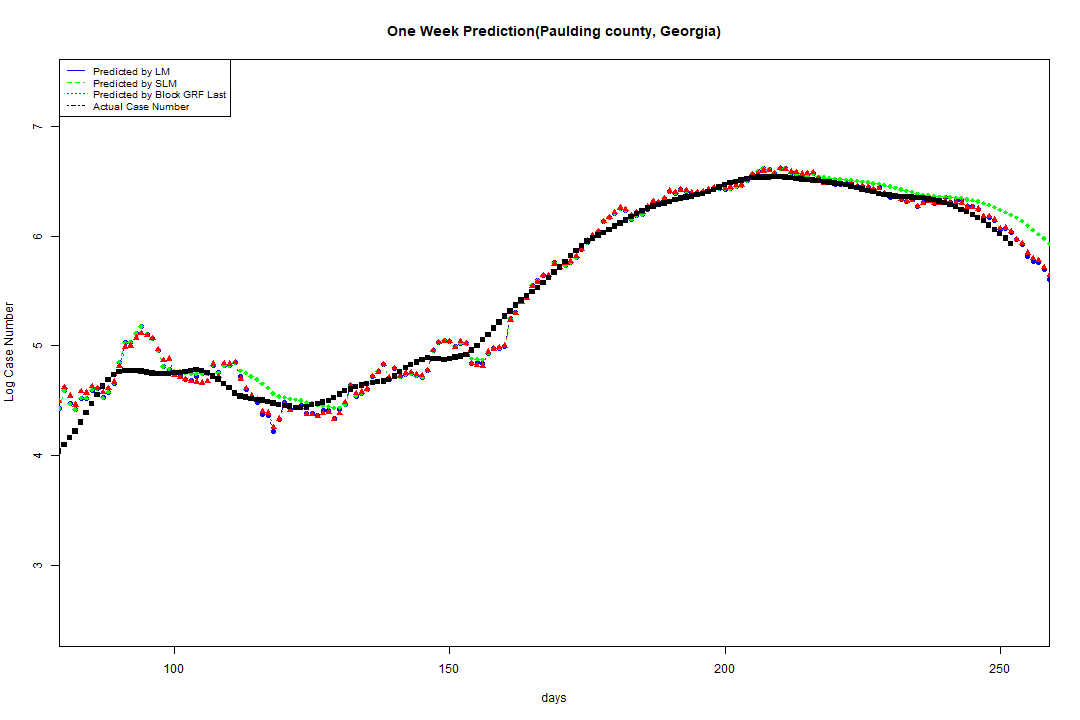 One Week Prediction(Paulding county, Georgia)
Predicted by LM
Predicted by SLM
Predicted by Block GRF Last
Actual Case Number
7
6
5
4
3
Log Case Number
100 150 200 250
days